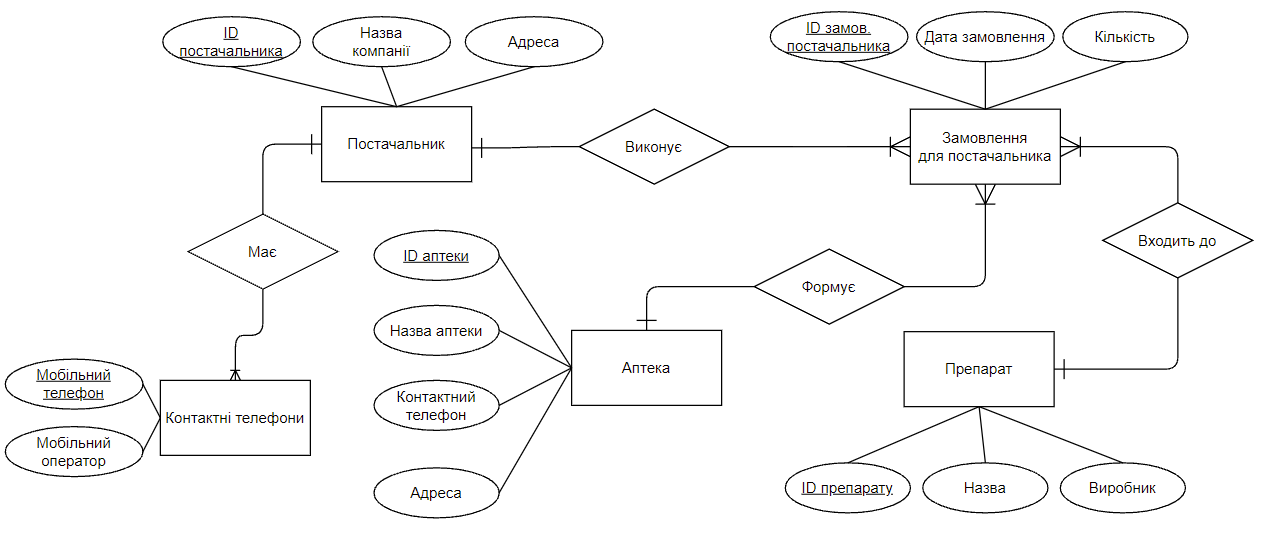 ID
постачальника
Назва
компанії
Адреса
ID замов.
постачальника
Дата замовлення
Кількість
Постачальник
Виконує
Замовлення
для постачальника
Має
ID аптеки
Входить до
Формує
Назва аптеки
Аптека
Препарат
Мобільний
телефон
Контактний
телефон
Контактні телефони
Мобільний
оператор
Адреса
ID препарату
Назва
Виробник